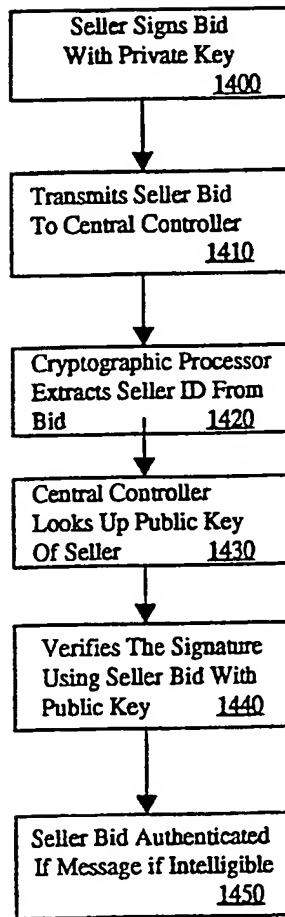 Seller Signs Bid
With Private Key
1400
Transmits Seller Bid
To Central Controller
1410
Cryptographic Processor
Extracts Seller ID From
Bid 1420
Central Controller
Looks Up Public Key
Of Seller 1430
Verifies The Signature
Using Seller Bid With
Public Key 1440
Seller Bid Authenticated
If Message if Intelligible
1450